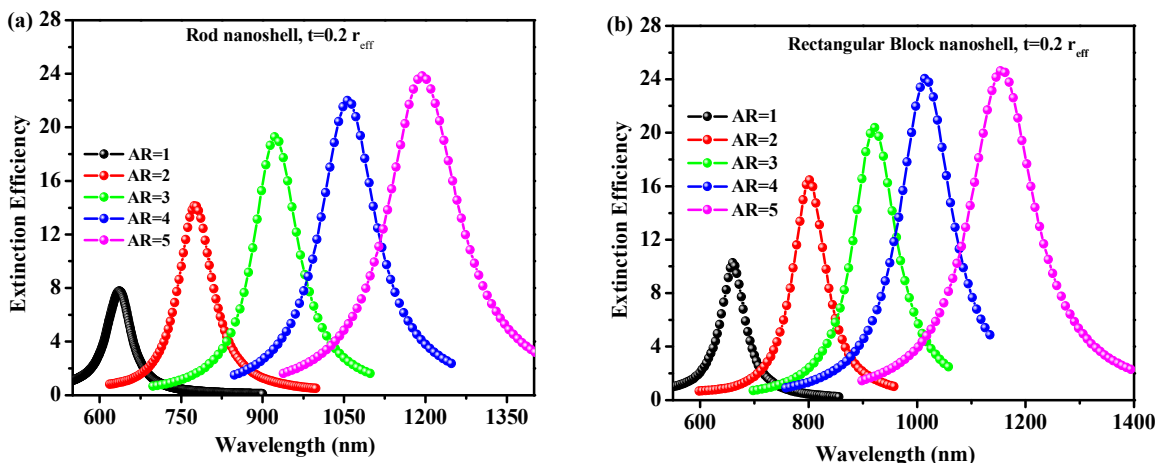 (a)
Rod nanoshell, t=0.2 r_eff
28
24
20
16
12
8
4
0
Extinction Efficiency
AR=1
AR=2
AR=3
AR=4
AR=5
600 750 900 1050 1200 1350
Wavelength (nm)
(b)
Rectangular Block nanoshell, t=0.2 r_eff
28
24
20
16
12
8
4
0
Extinction Efficiency
AR=1
AR=2
AR=3
AR=4
AR=5
600 800 1000 1200 1400
Wavelength (nm)